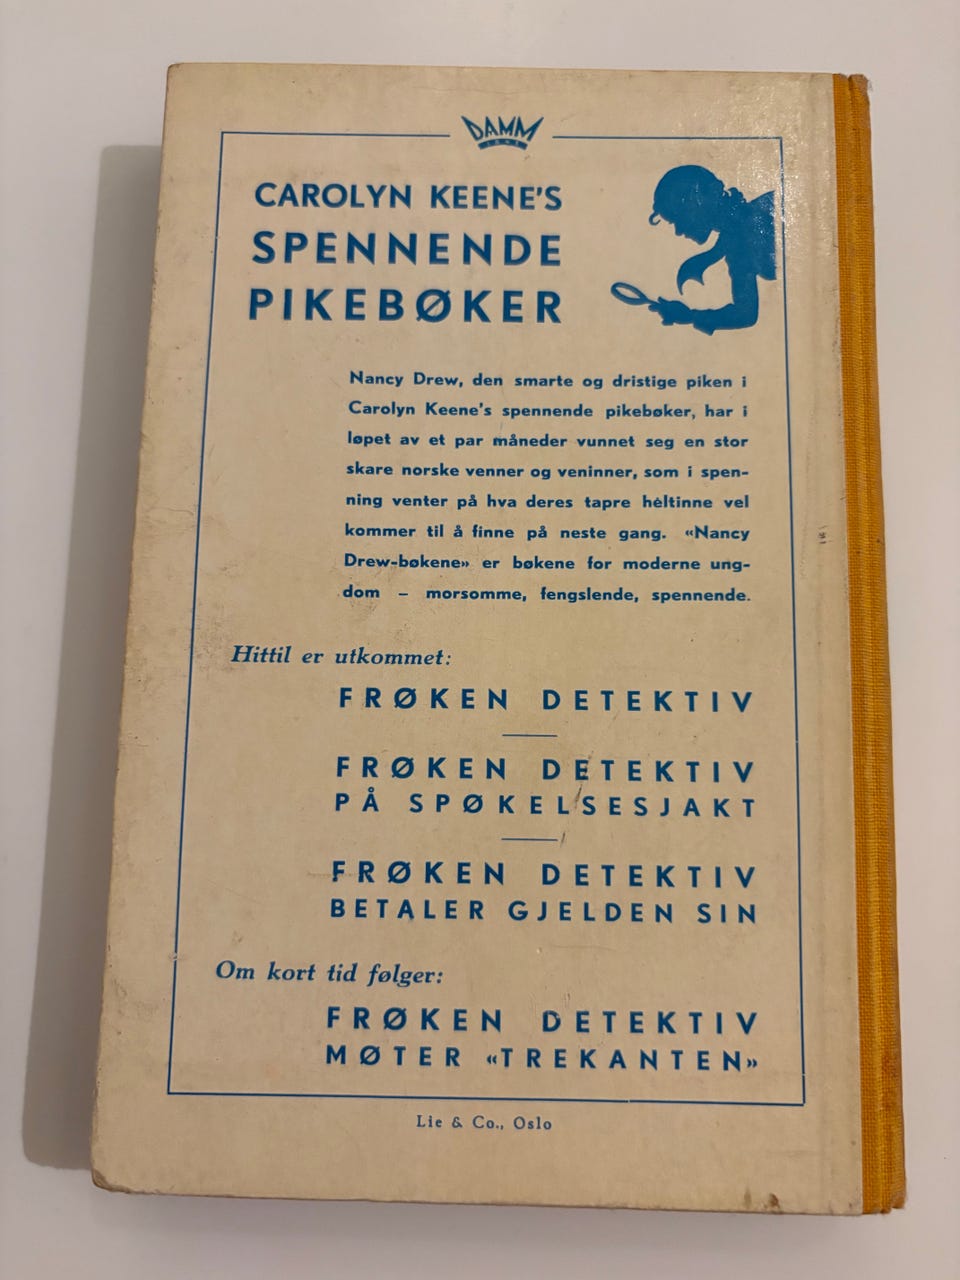 DAMM
CAROLYN KEENE'S
SPENNENDE
PIKEBØKER
Nancy Drew, den smarte og dristige piken i
Carolyn Keene's spennende pikebøker, har i
løpet av et par måneder vunnet seg en stor
skare norske venner og veninner, som i spen-
ning venter på hva deres tapre heltinne vel
kommer til å finne på neste gang. «Nancy
Drew-bøkene» er bøkene for moderne ung-
dom – morsomme, fengslende, spennende.
Hittil er utkommet:
FRØKEN DETEKTIV
FRØKEN DETEKTIV
PÅ SPØKELSESJAKT
FRØKEN DETEKTIV
BETALER GJELDEN SIN
Om kort tid følger:
FRØKEN DETEKTIV
MØTER «TREKANTEN»
Lie & Co., Oslo